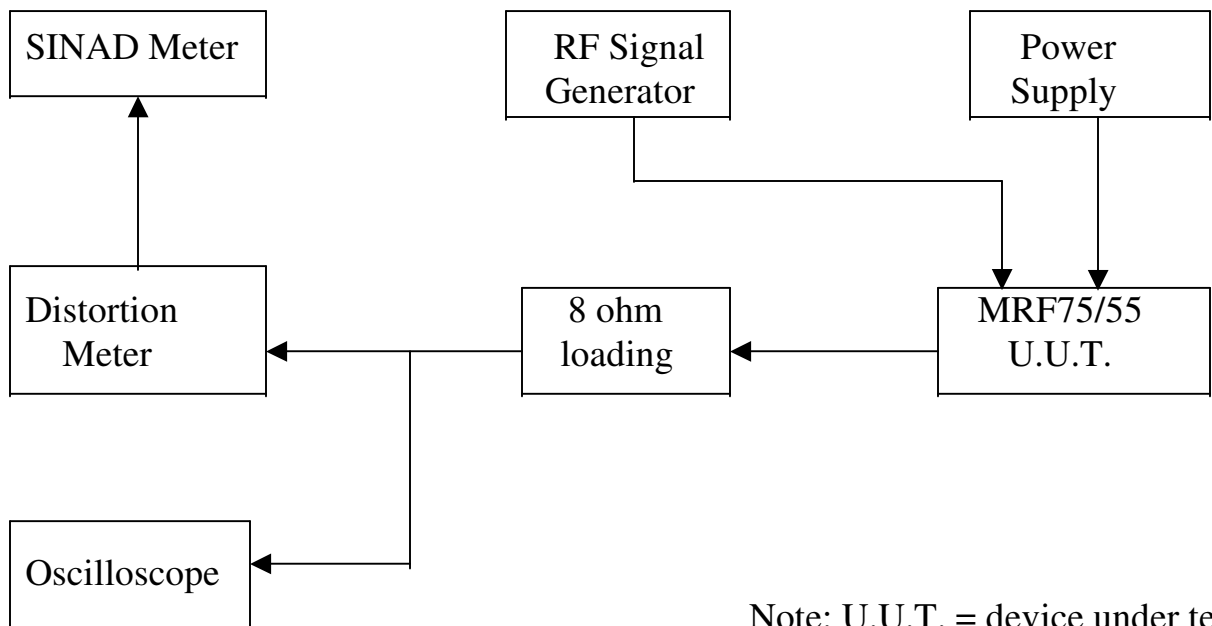 SINAD Meter
RF Signal
Generator
Power
Supply
Distortion
Meter
8 ohm
loading
MRF75/55
U.U.T.
Oscilloscope
Note: U.U.T. = device under te